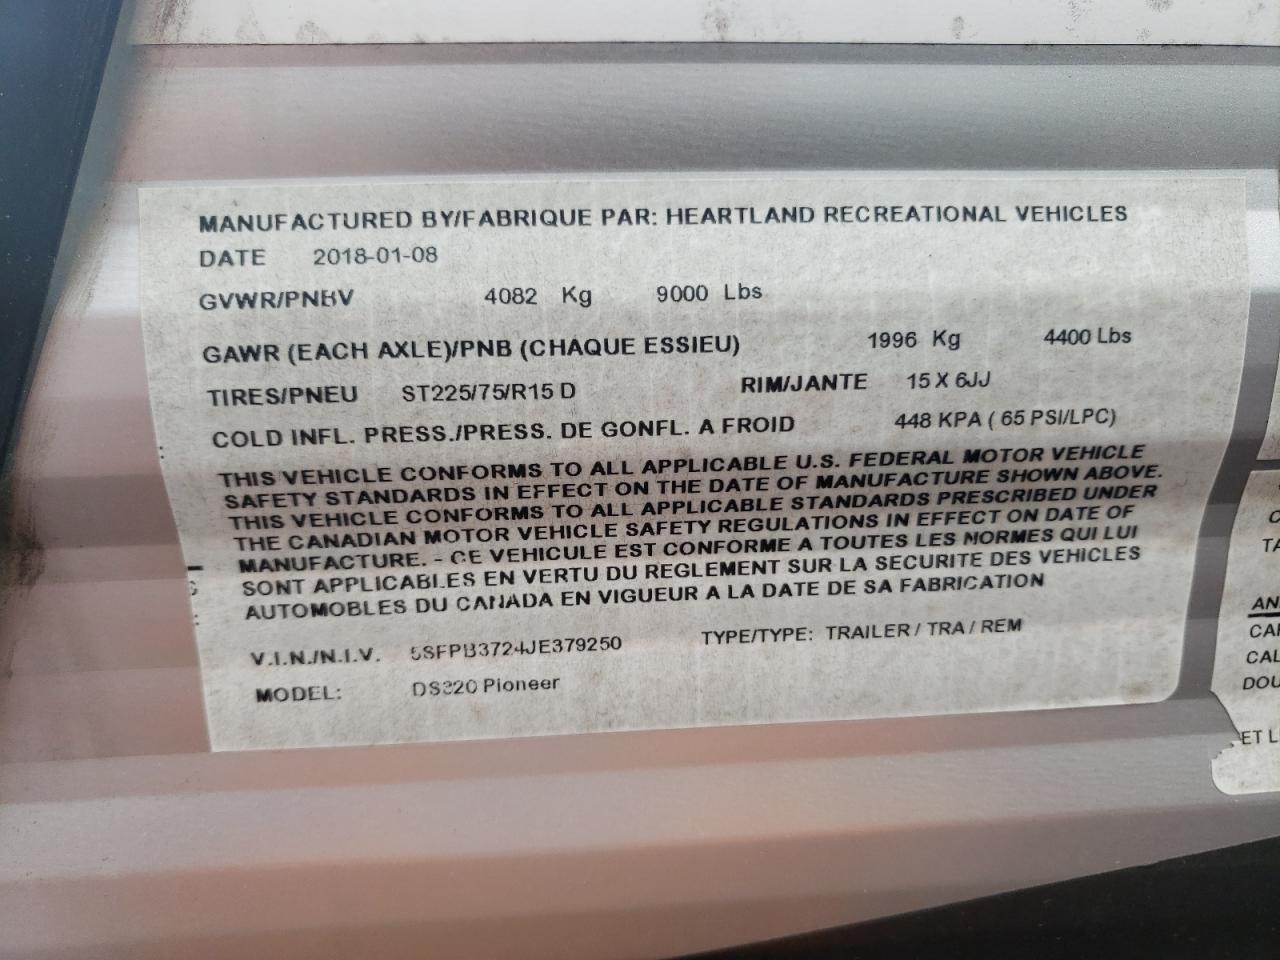 MANUFACTURED BY/FABRIQUE PAR: HEARTLAND RECREATIONAL VEHICLES
DATE 2018-01-08
GVWR/PNBV 4082 Kg 9000 Lbs
GAWR (EACH AXLE)/PNB (CHAQUE ESSIEU) 1996 Kg 4400 Lbs
TIRES/PNEU ST225/75/R15 D RIM/JANTE 15 X 6JJ
COLD INFL. PRESS./PRESS. DE GONFL. A FROID 448 KPA ( 65 PSI/LPC)
THIS VEHICLE CONFORMS TO ALL APPLICABLE U.S. FEDERAL MOTOR VEHICLE
SAFETY STANDARDS IN EFFECT ON THE DATE OF MANUFACTURE SHOWN ABOVE.
THIS VEHICLE CONFORMS TO ALL APPLICABLE STANDARDS PRESCRIBED UNDER
THE CANADIAN MOTOR VEHICLE SAFETY REGULATIONS IN EFFECT ON DATE OF
MANUFACTURE. - CE VEHICULE EST CONFORME A TOUTES LES NORMES QUI LUI
SONT APPLICABLES EN VERTU DU REGLEMENT SUR LA SECURITE DES VEHICLES
AUTOMOBLES DU CANADA EN VIGUEUR A LA DATE DE SA FABRICATION
V.I.N./N.I.V. 5SFPB3724JE379250 TYPE/TYPE: TRAILER / TRA / REM
MODEL: DS320 Pioneer
ET